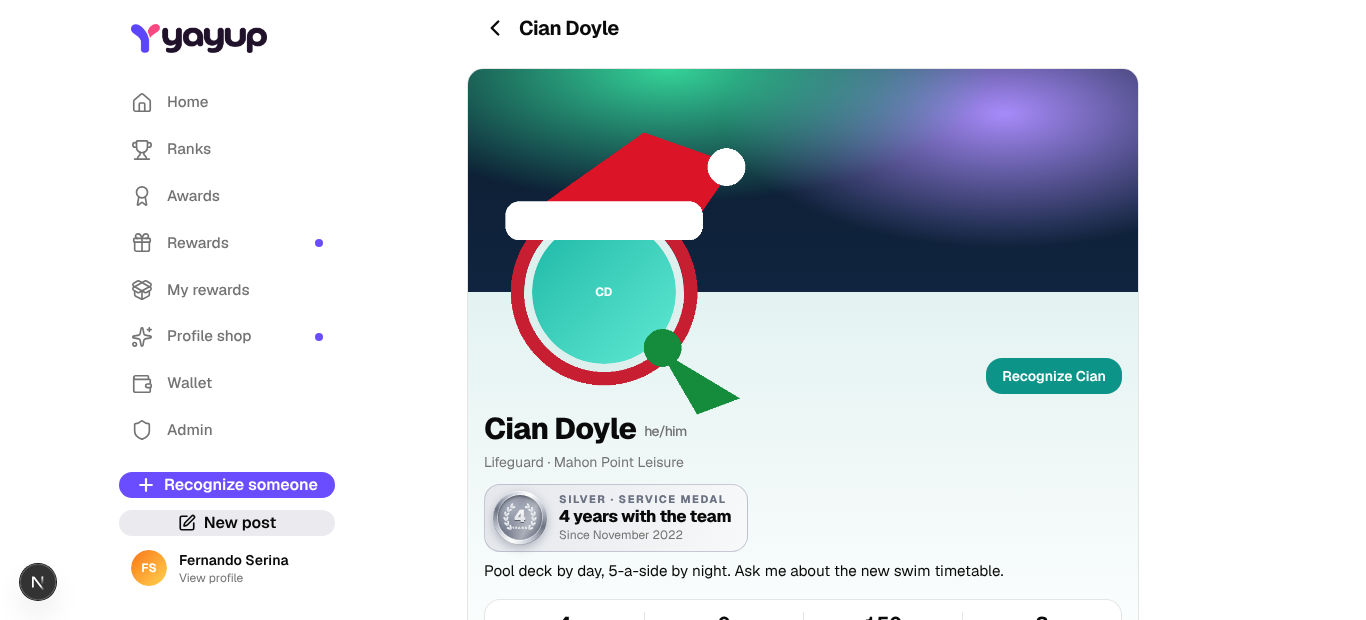 yayup
Home
Ranks
Awards
Rewards
My rewards
Profile shop
Wallet
Admin
Recognize someone
New post
FS
Fernando Serina
View profile
N
Cian Doyle
CD
Recognize Cian
Cian Doyle he/him
Lifeguard · Mahon Point Leisure
4
YEARS
SILVER · SERVICE MEDAL
4 years with the team
Since November 2022
Pool deck by day, 5-a-side by night. Ask me about the new swim timetable.